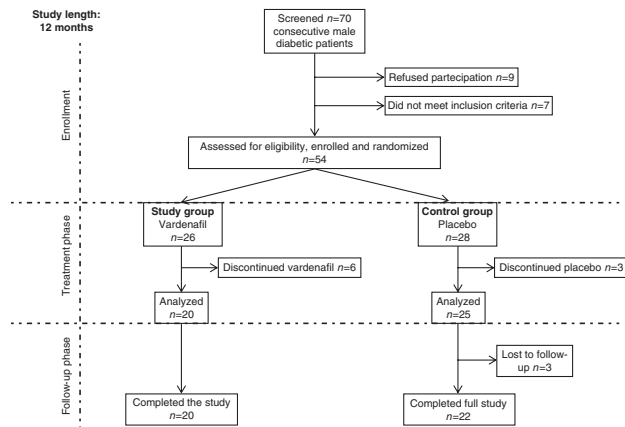 Study length:
12 months
Screened n=70
consecutive male
diabetic patients
Refused partecipation n=9
Did not meet inclusion criteria n=7
Enrollment
Assessed for eligibility, enrolled and randomized
n=54
Study group
Vardenafil
n=26
Control group
Placebo
n=28
Treatment phase
Discontinued vardenafil n=6
Discontinued placebo n=3
Analyzed
n=20
Analyzed
n=25
Follow-up phase
Lost to follow-
up n=3
Completed the study
n=20
Completed full study
n=22